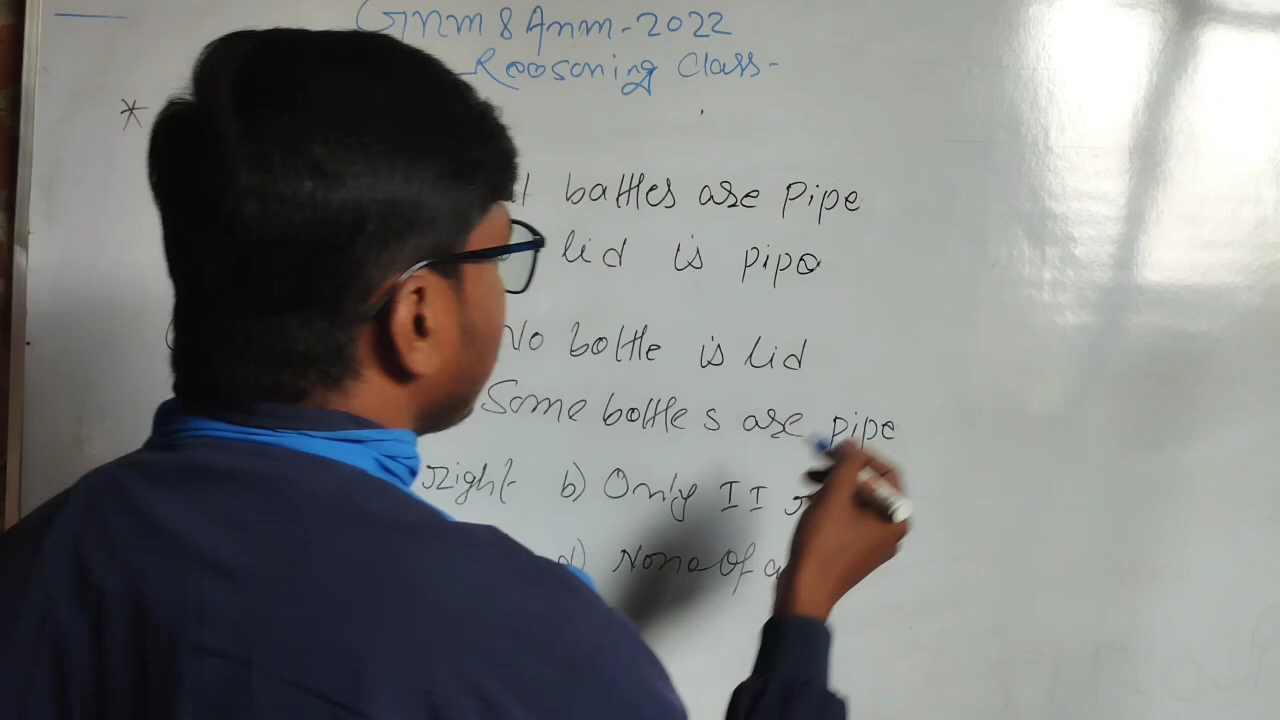 Gnm & Anm-2022
Reasoning Class-
*
battles are Pipe
lid is pipe
No bottle is lid
Some bottles are pipe
right b) Only II
d) None Of